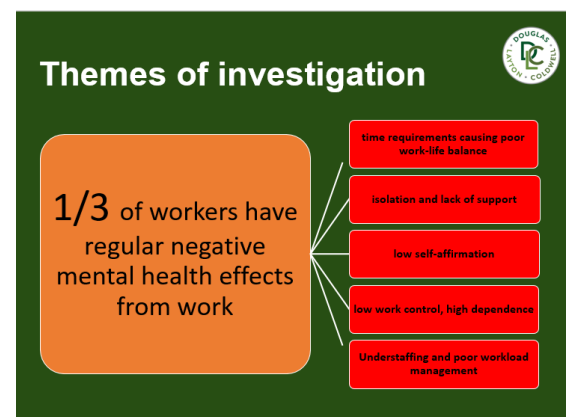 Themes of investigation
DOUGLAS
LAYTON
COLDWELL
DLC
1/3 of workers have
regular negative
mental health effects
from work
time requirements causing poor
work-life balance
isolation and lack of support
low self-affirmation
low work control, high dependence
Understaffing and poor workload
management